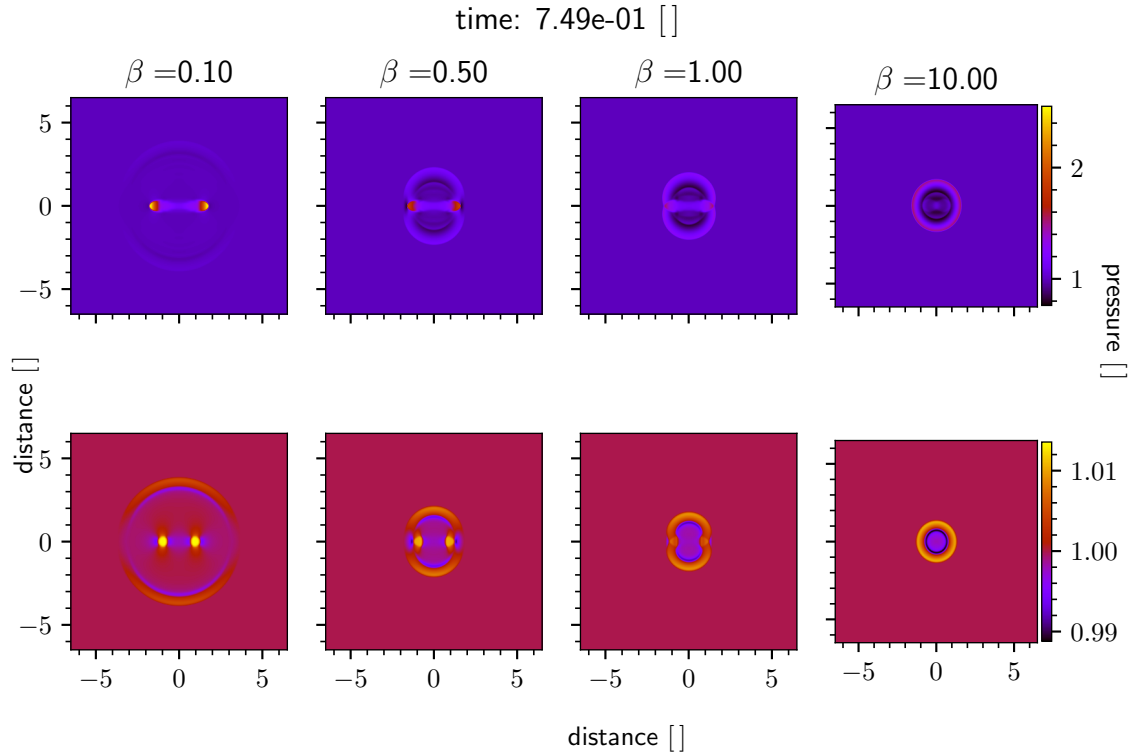 time: 7.49e-01 []
β =0.10
β =0.50
β =1.00
β =10.00
5
0
−5
2
1
pressure []
distance []
5
0
−5
1.01
1.00
0.99
−5 0 5
−5 0 5
−5 0 5
−5 0 5
distance []